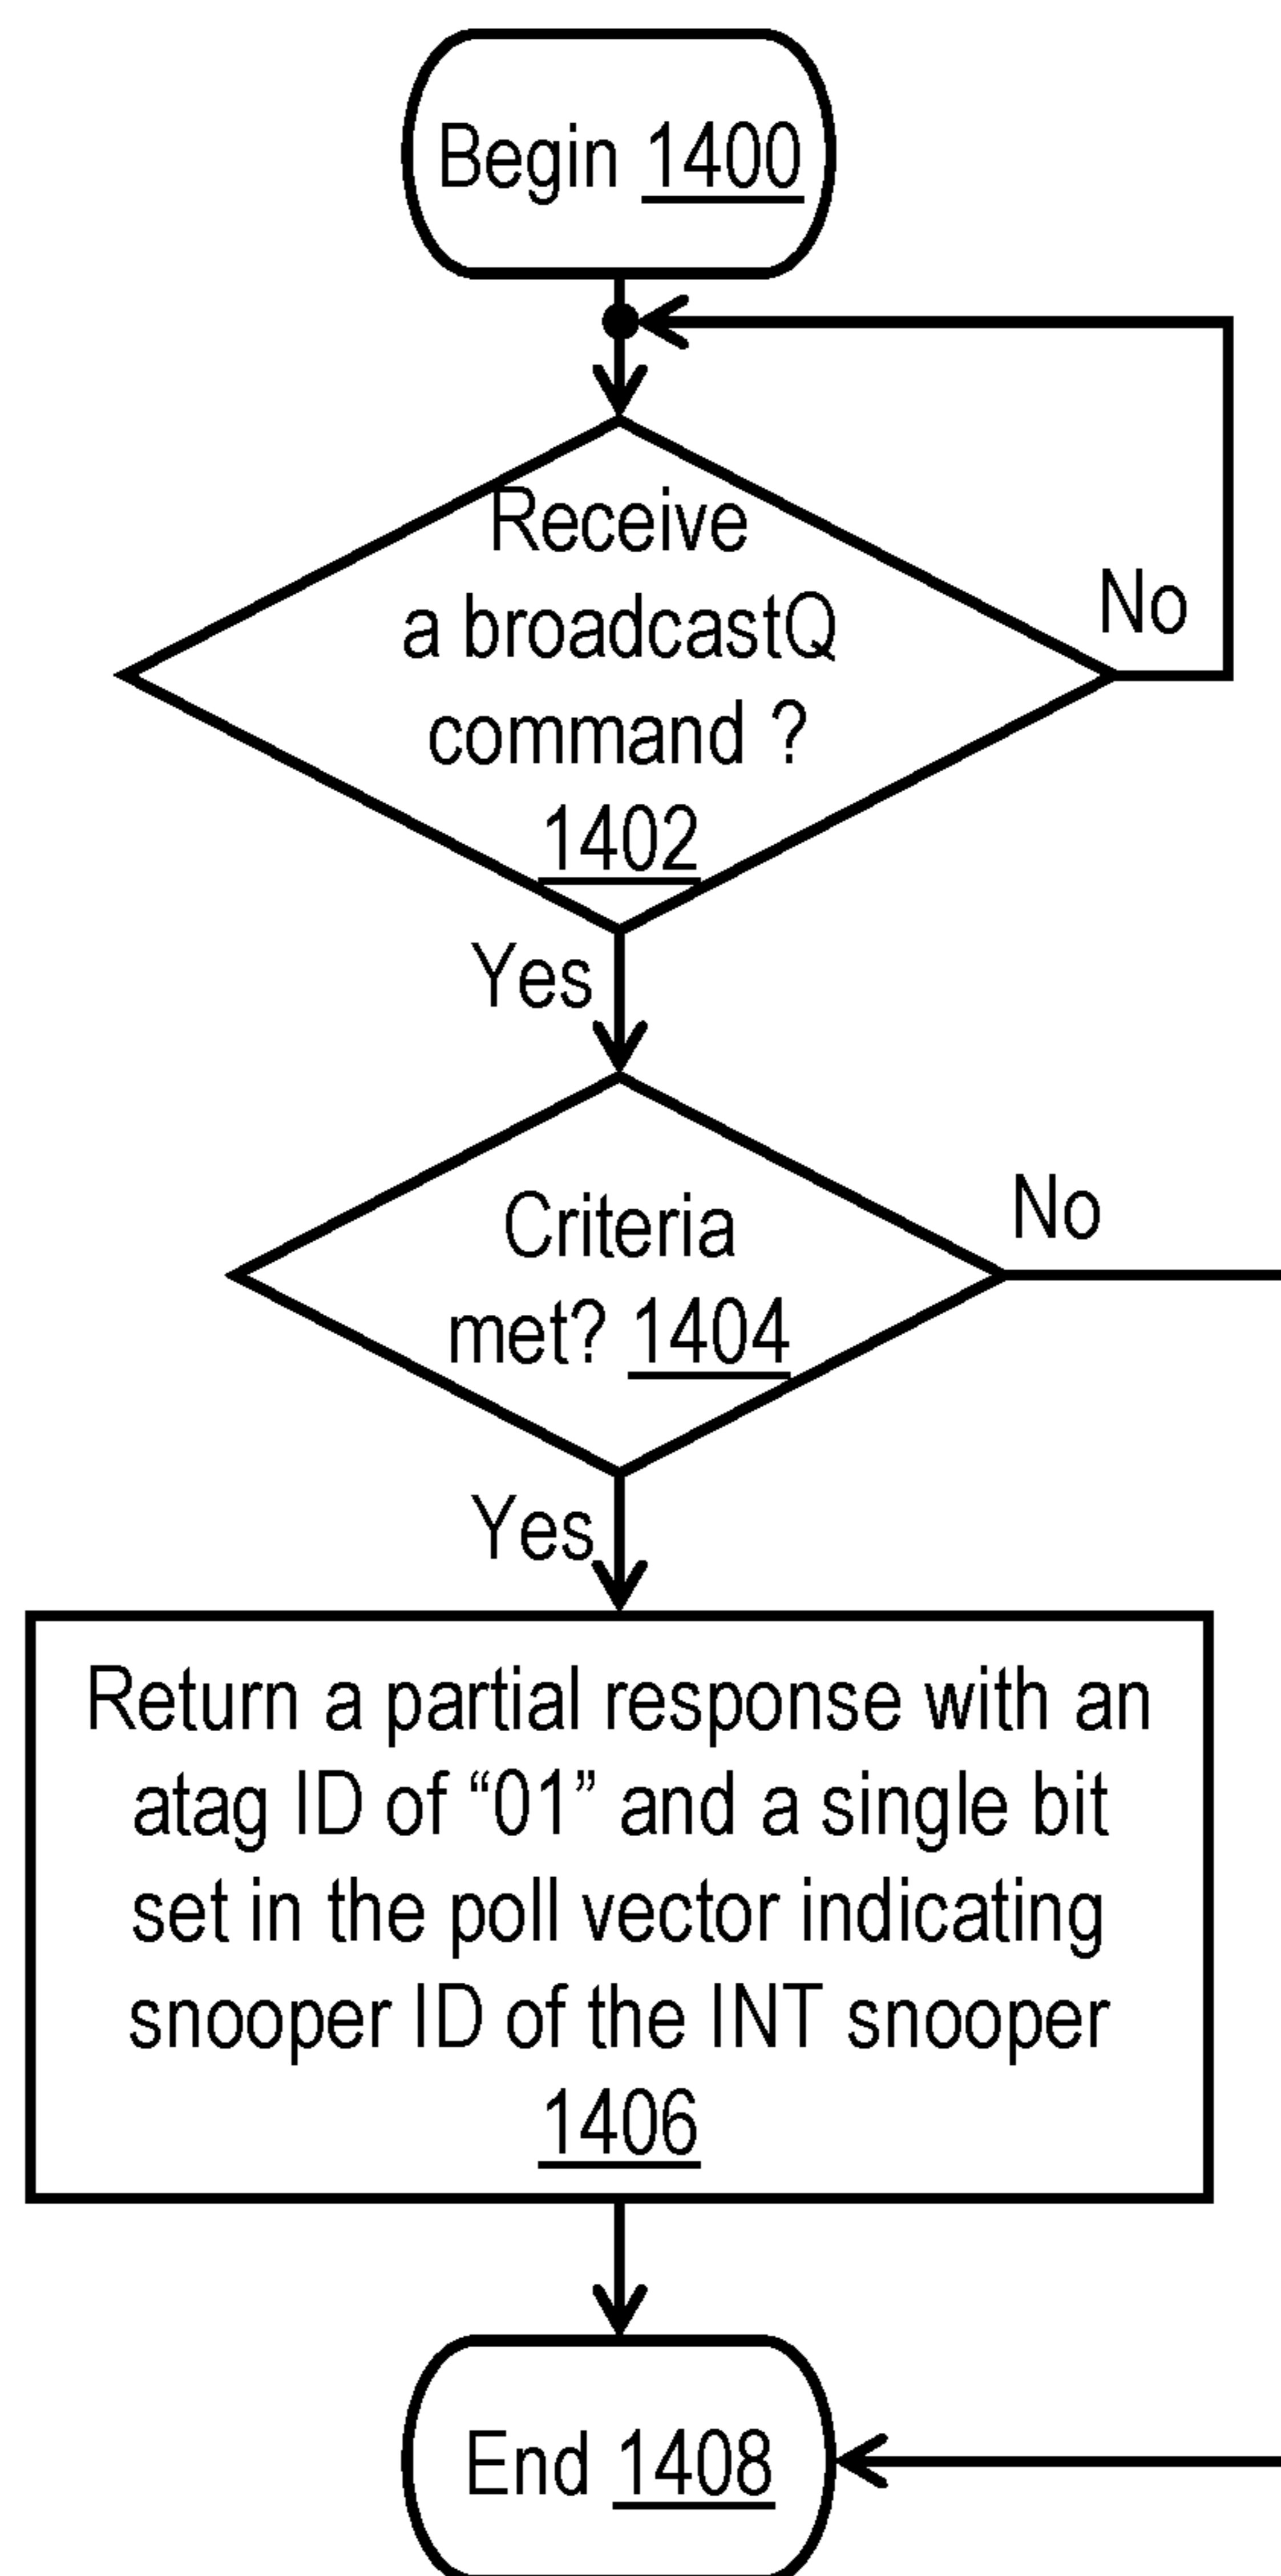 Begin 1400
Receive
a broadcastQ
command ?
1402
No
Yes
Criteria
met? 1404
No
Yes
Return a partial response with an
atag ID of “01” and a single bit
set in the poll vector indicating
snooper ID of the INT snooper
1406
End 1408